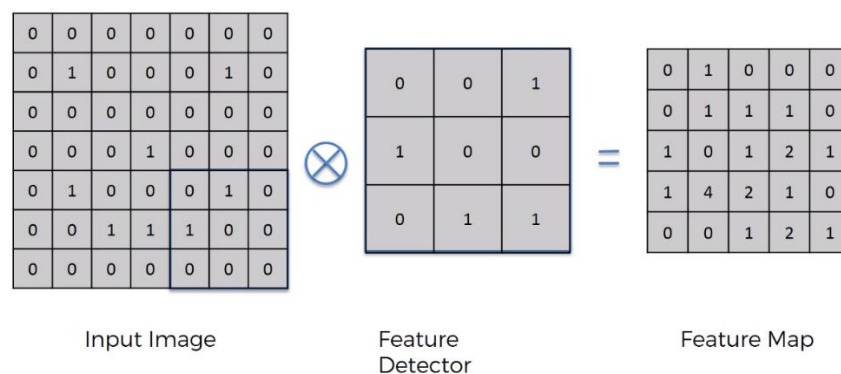 0 0 0 0 0 0 0
0 1 0 0 0 1 0
0 0 0 0 0 0 0
0 0 0 1 0 0 0
0 1 0 0 0 1 0
0 0 1 1 1 0 0
0 0 0 0 0 0 0
Input Image
0 0 1
1 0 0
0 1 1
Feature
Detector
=
0 1 0 0 0
0 1 1 1 0
1 0 1 2 1
1 4 2 1 0
0 0 1 2 1
Feature Map